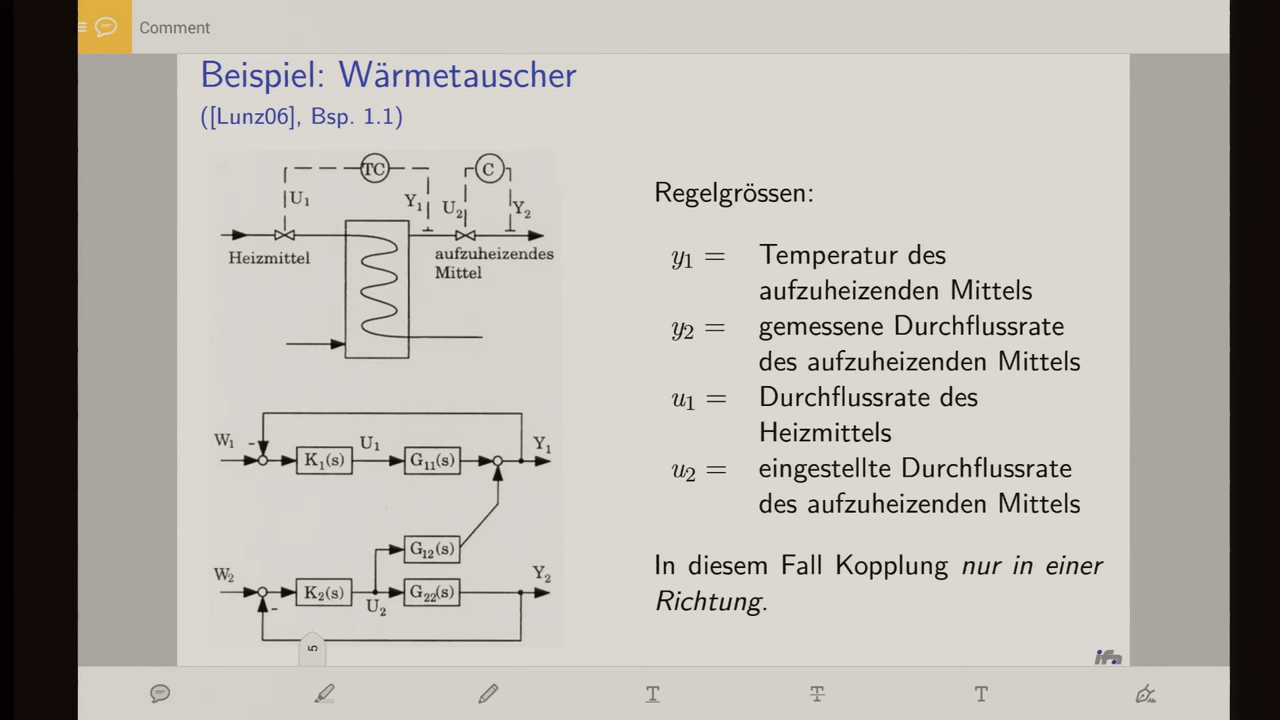 Comment
Beispiel: Wärmetauscher
([Lunz06], Bsp. 1.1)
TC
C
U₁
Y₁
U₂
Y₂
Heizmittel
aufzuheizendes
Mittel
W₁
-
K₁(s)
U₁
G₁₁(s)
Y₁
G₁₂(s)
W₂
-
K₂(s)
U₂
G₂₂(s)
Y₂
5
Regelgrössen:
y₁ = Temperatur des
aufzuheizenden Mittels
y₂ = gemessene Durchflussrate
des aufzuheizenden Mittels
u₁ = Durchflussrate des
Heizmittels
u₂ = eingestellte Durchflussrate
des aufzuheizenden Mittels
In diesem Fall Kopplung nur in einer
Richtung.
T
T
T